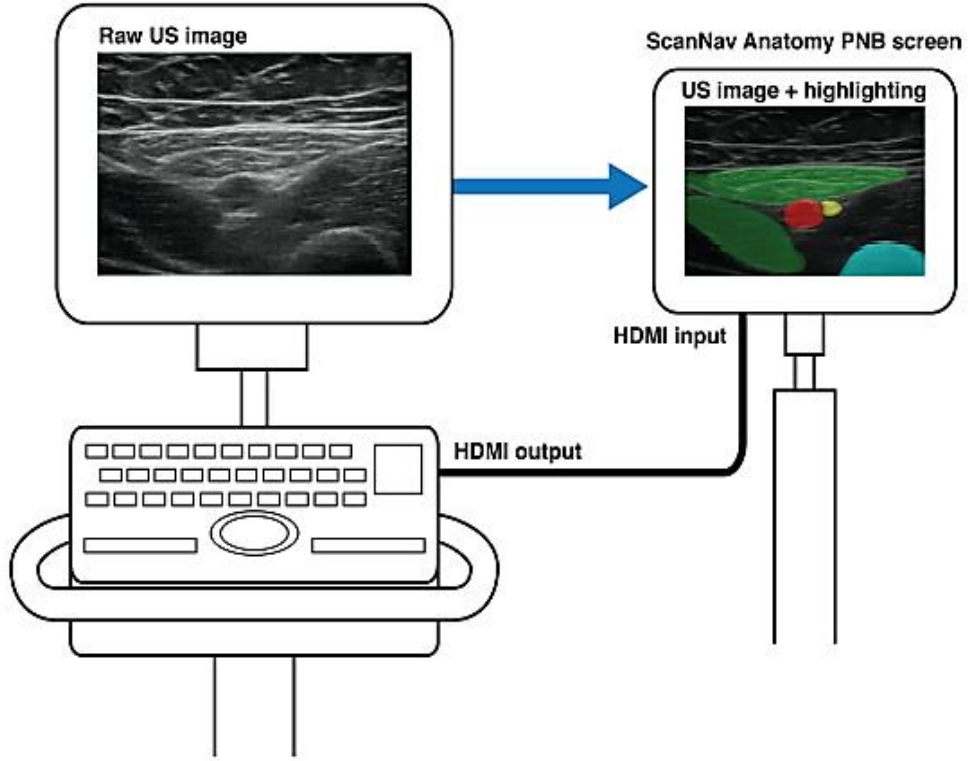 Raw US image
ScanNav Anatomy PNB screen
US image + highlighting
HDMI input
HDMI output